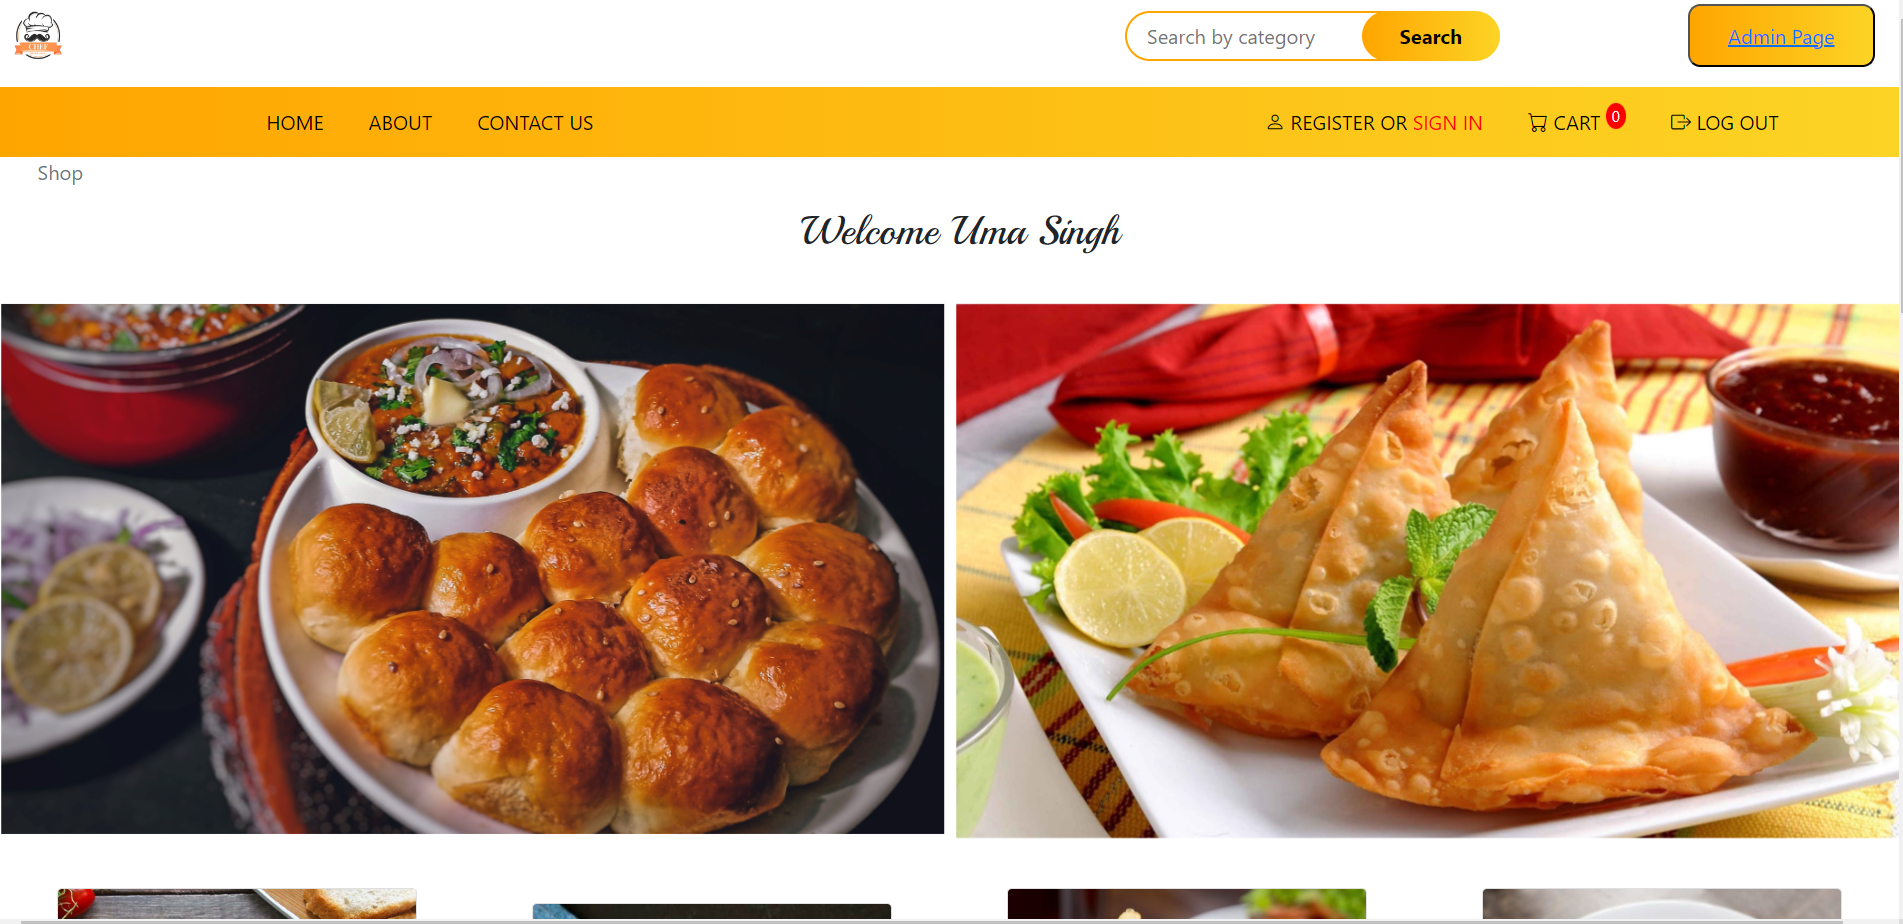 CHEF
Search by category
Search
Admin Page
HOME
ABOUT
CONTACT US
REGISTER OR SIGN IN
CART 0
LOG OUT
Shop
Welcome Uma Singh